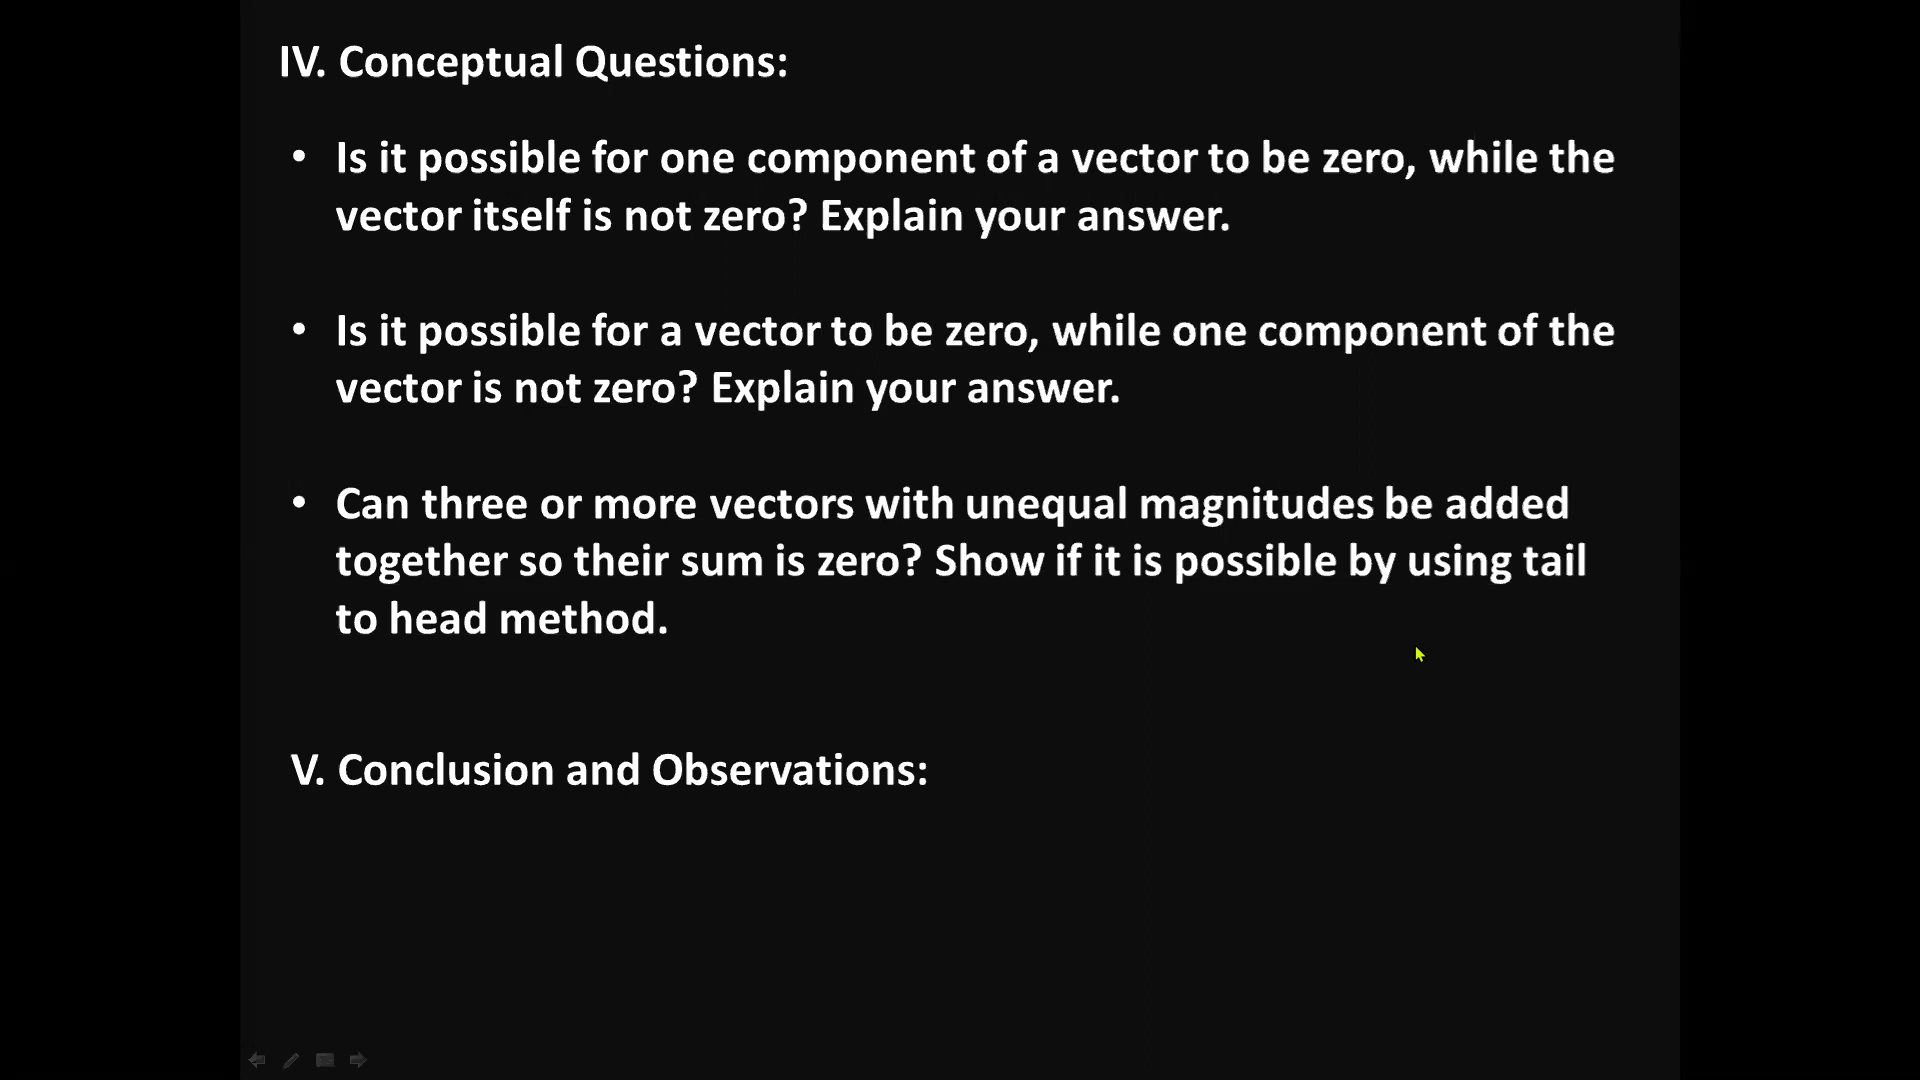 IV. Conceptual Questions:
• Is it possible for one component of a vector to be zero, while the
vector itself is not zero? Explain your answer.
• Is it possible for a vector to be zero, while one component of the
vector is not zero? Explain your answer.
• Can three or more vectors with unequal magnitudes be added
together so their sum is zero? Show if it is possible by using tail
to head method.
V. Conclusion and Observations: